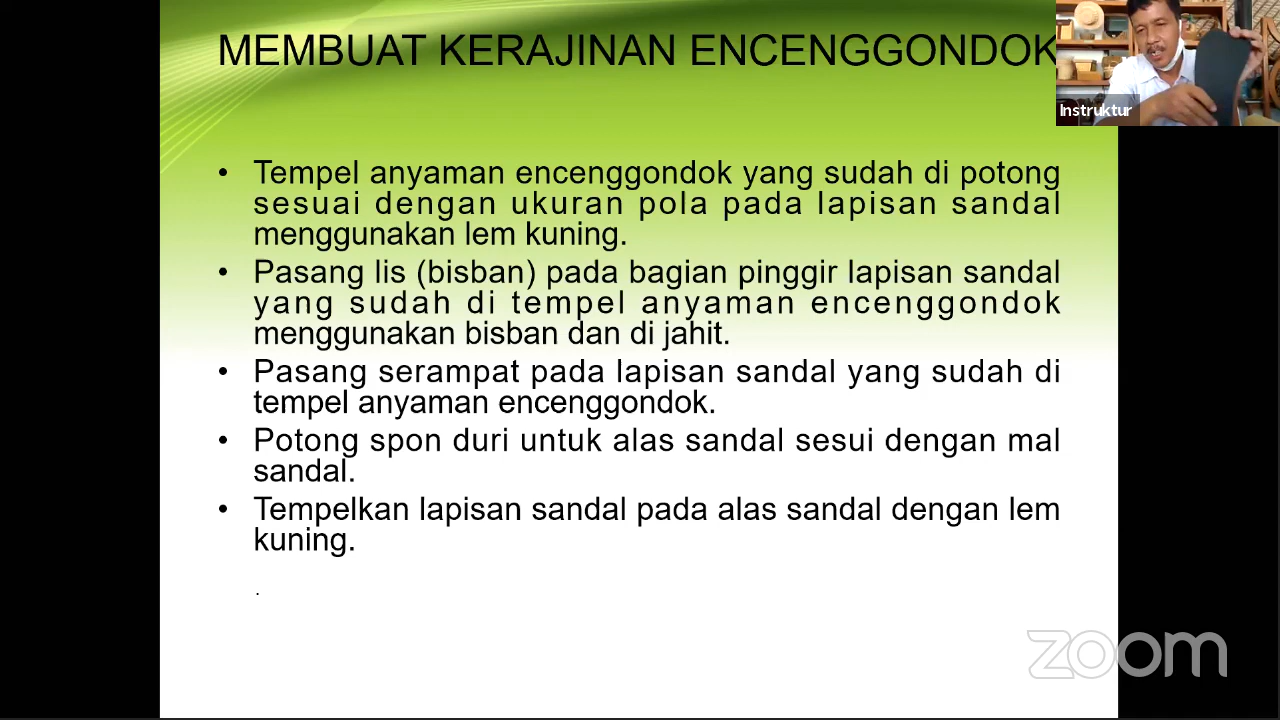 MEMBUAT KERAJINAN ENCENGGONDOK
Instruktur
• Tempel anyaman encenggondok yang sudah di potong
sesuai dengan ukuran pola pada lapisan sandal
menggunakan lem kuning.
• Pasang lis (bisban) pada bagian pinggir lapisan sandal
yang sudah di tempel anyaman encenggondok
menggunakan bisban dan di jahit.
• Pasang serampat pada lapisan sandal yang sudah di
tempel anyaman encenggondok.
• Potong spon duri untuk alas sandal sesui dengan mal
sandal.
• Tempelkan lapisan sandal pada alas sandal dengan lem
kuning.
.
zoom